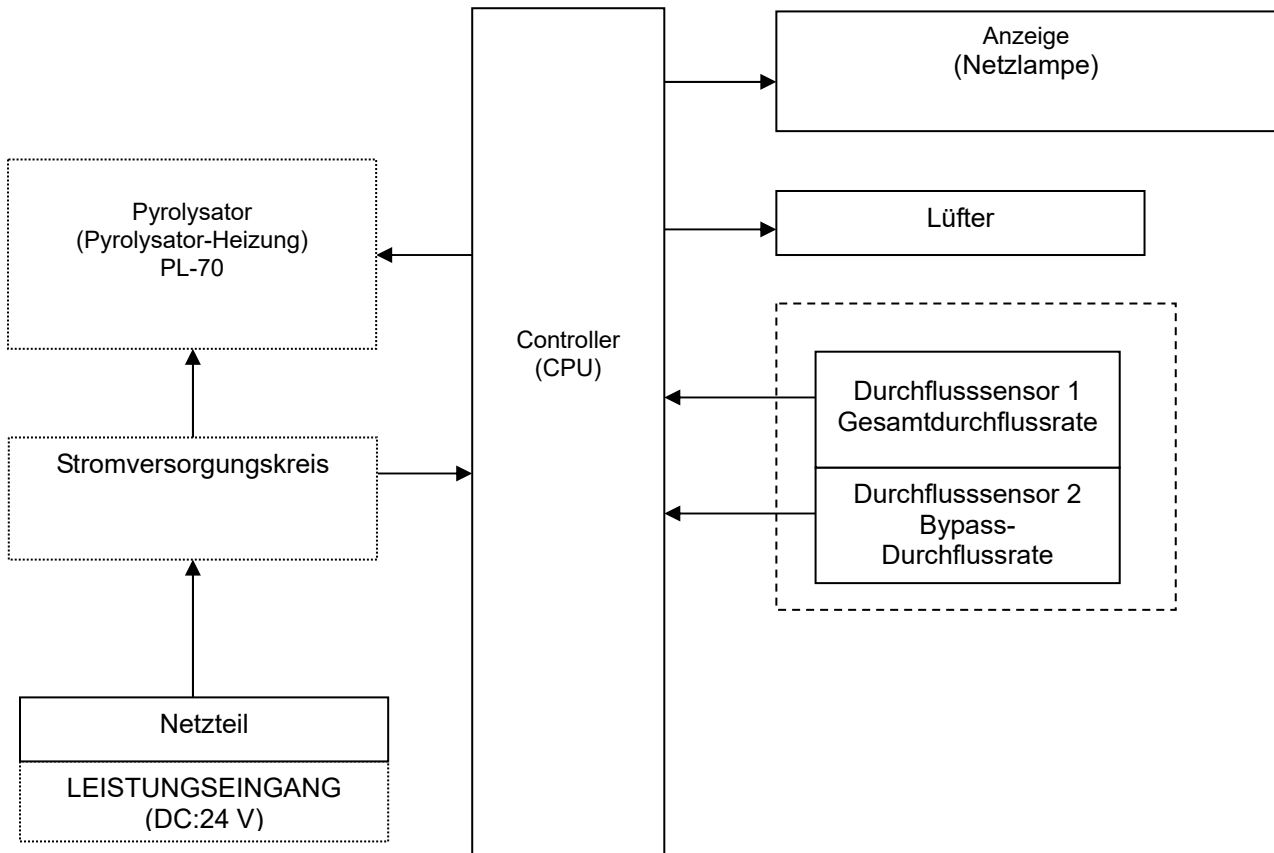 Anzeige
(Netzlampe)
Pyrolysator
(Pyrolysator-Heizung)
PL-70
Lüfter
Controller
(CPU)
Durchflusssensor 1
Gesamtdurchflussrate
Stromversorgungskreis
Durchflusssensor 2
Bypass-
Durchflussrate
Netzteil
LEISTUNGSEINGANG
(DC:24 V)